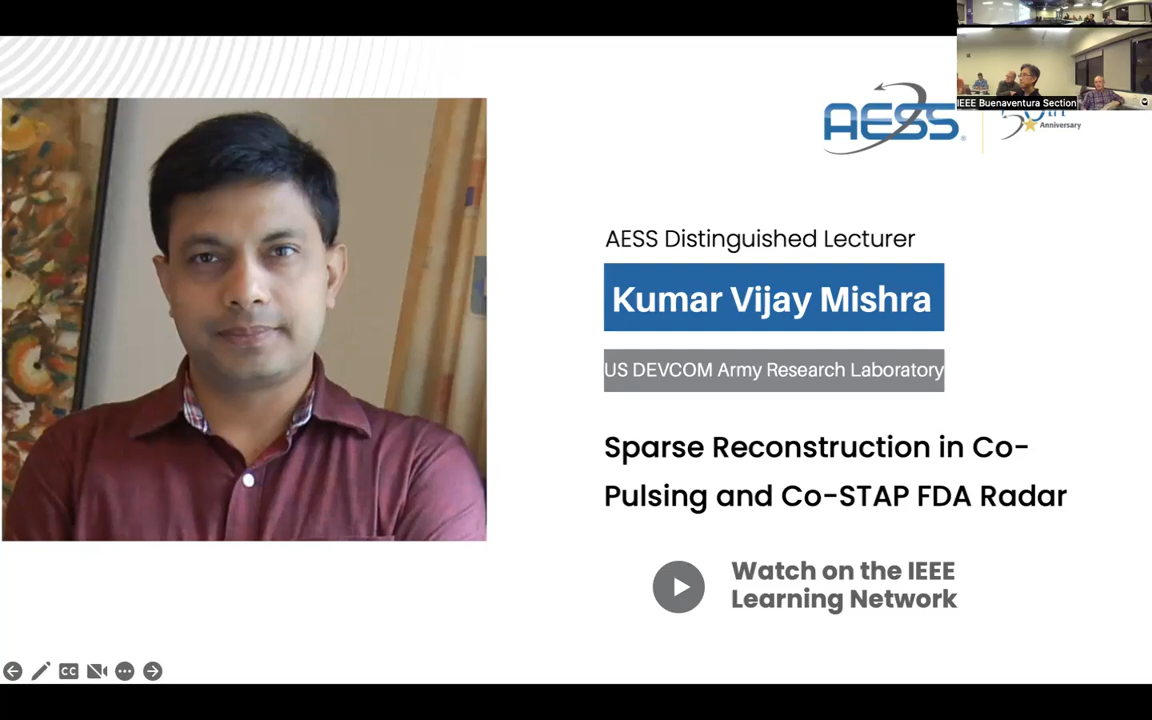 IEEE Buenaventura Section
AESS
Anniversary
AESS Distinguished Lecturer
Kumar Vijay Mishra
US DEVCOM Army Research Laboratory
Sparse Reconstruction in Co-
Pulsing and Co-STAP FDA Radar
Watch on the IEEE
Learning Network
CC